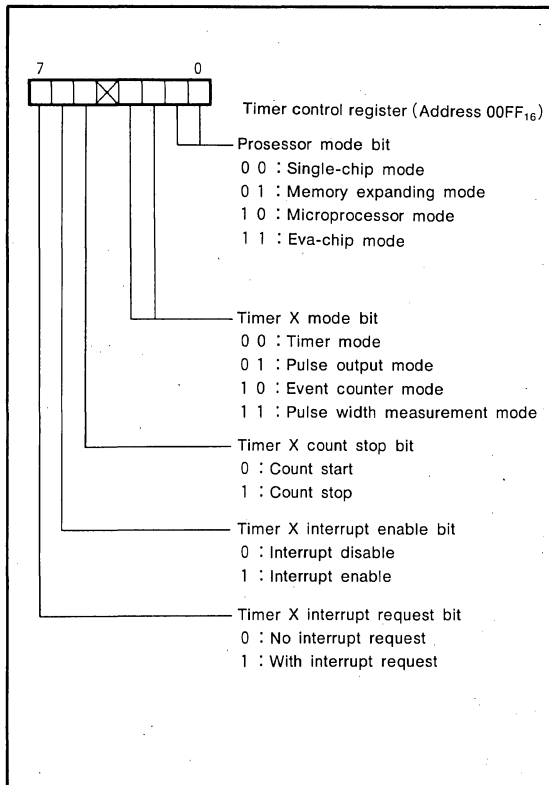 7 0
Timer control register (Address 00FF₁₆)
Prosessor mode bit
0 0 : Single-chip mode
0 1 : Memory expanding mode
1 0 : Microprocessor mode
1 1 : Eva-chip mode
Timer X mode bit
0 0 : Timer mode
0 1 : Pulse output mode
1 0 : Event counter mode
1 1 : Pulse width measurement mode
Timer X count stop bit
0 : Count start
1 : Count stop
Timer X interrupt enable bit
0 : Interrupt disable
1 : Interrupt enable
Timer X interrupt request bit
0 : No interrupt request
1 : With interrupt request